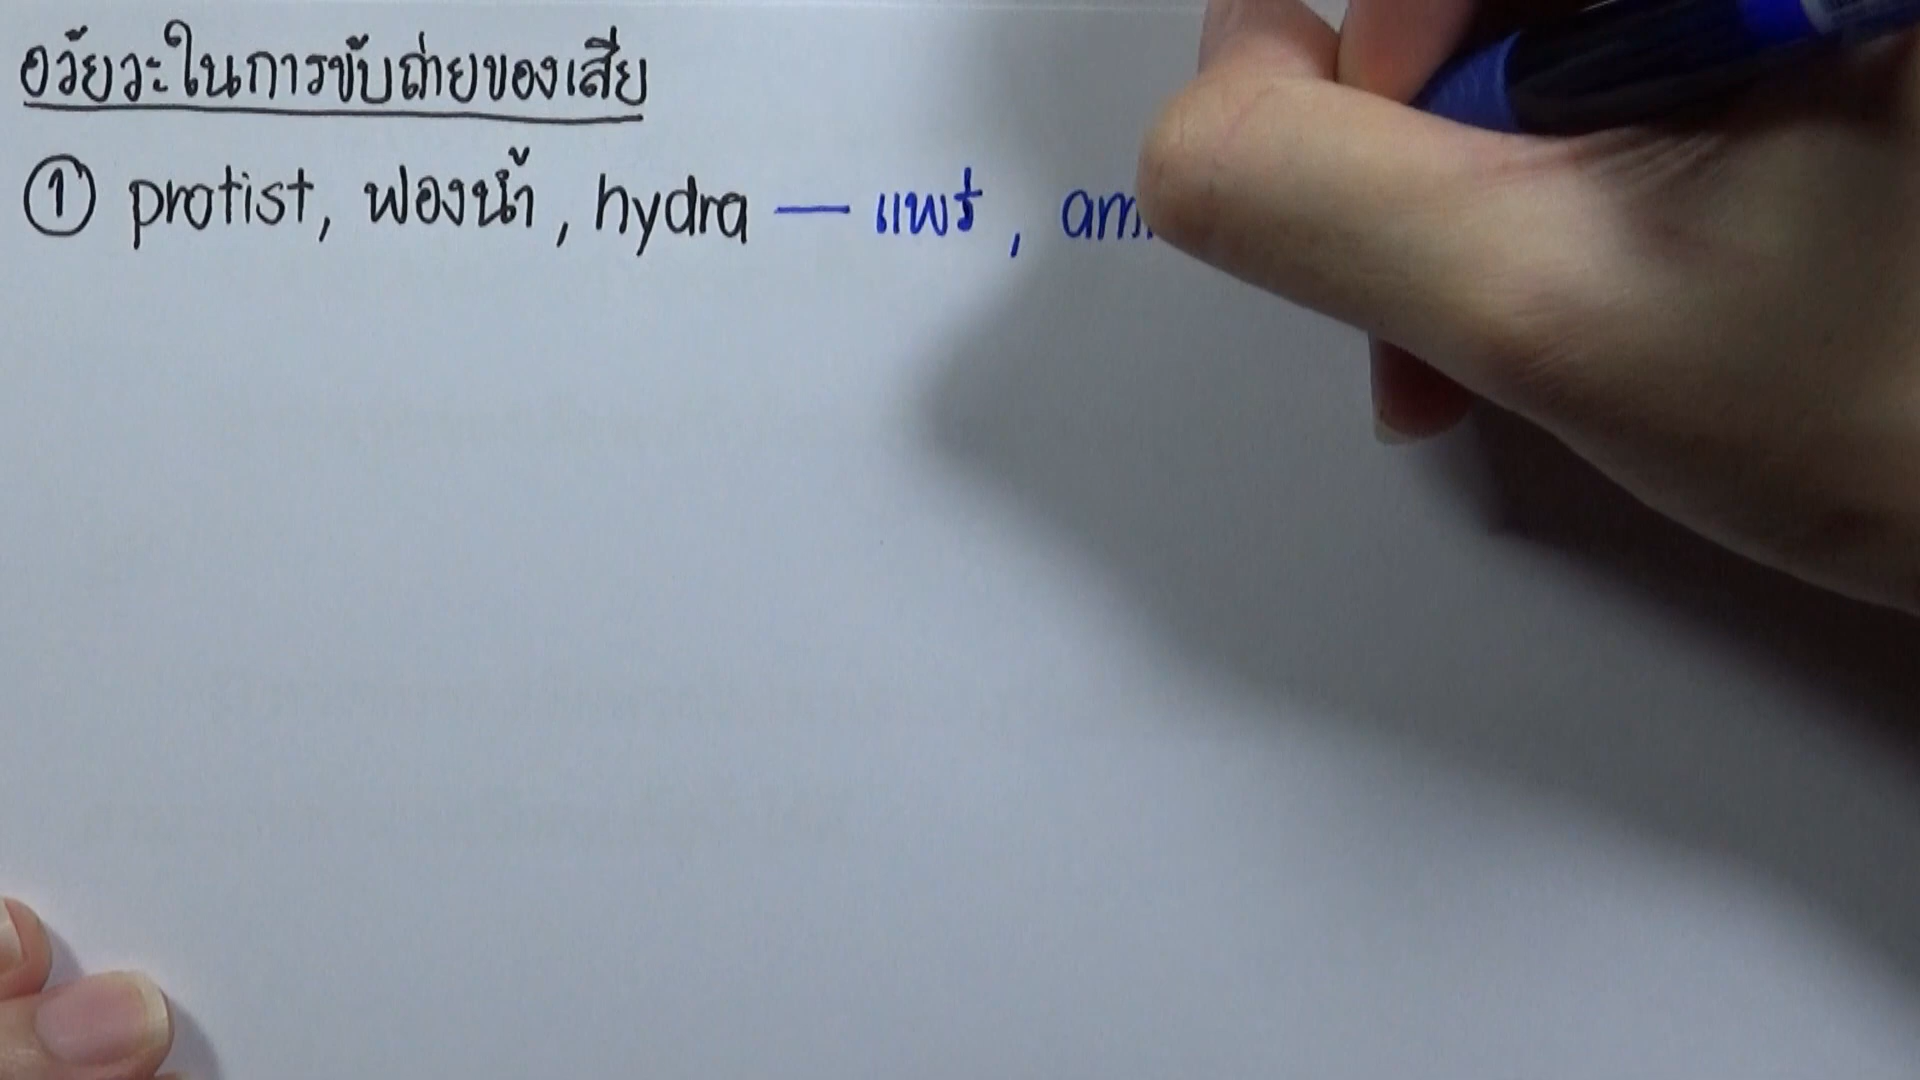 อวัยวะในการขับถ่ายของเสีย
① protist, ฟองน้ำ, hydra — แพร่, am